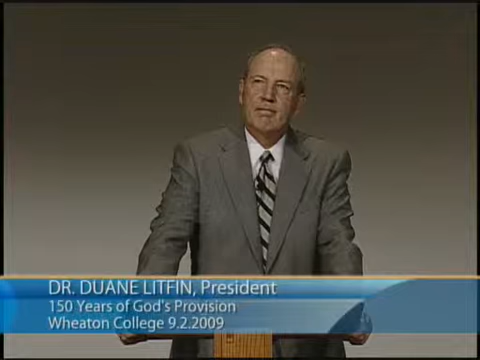 DR. DUANE LITFIN, President
150 Years of God's Provision
Wheaton College 9.2.2009